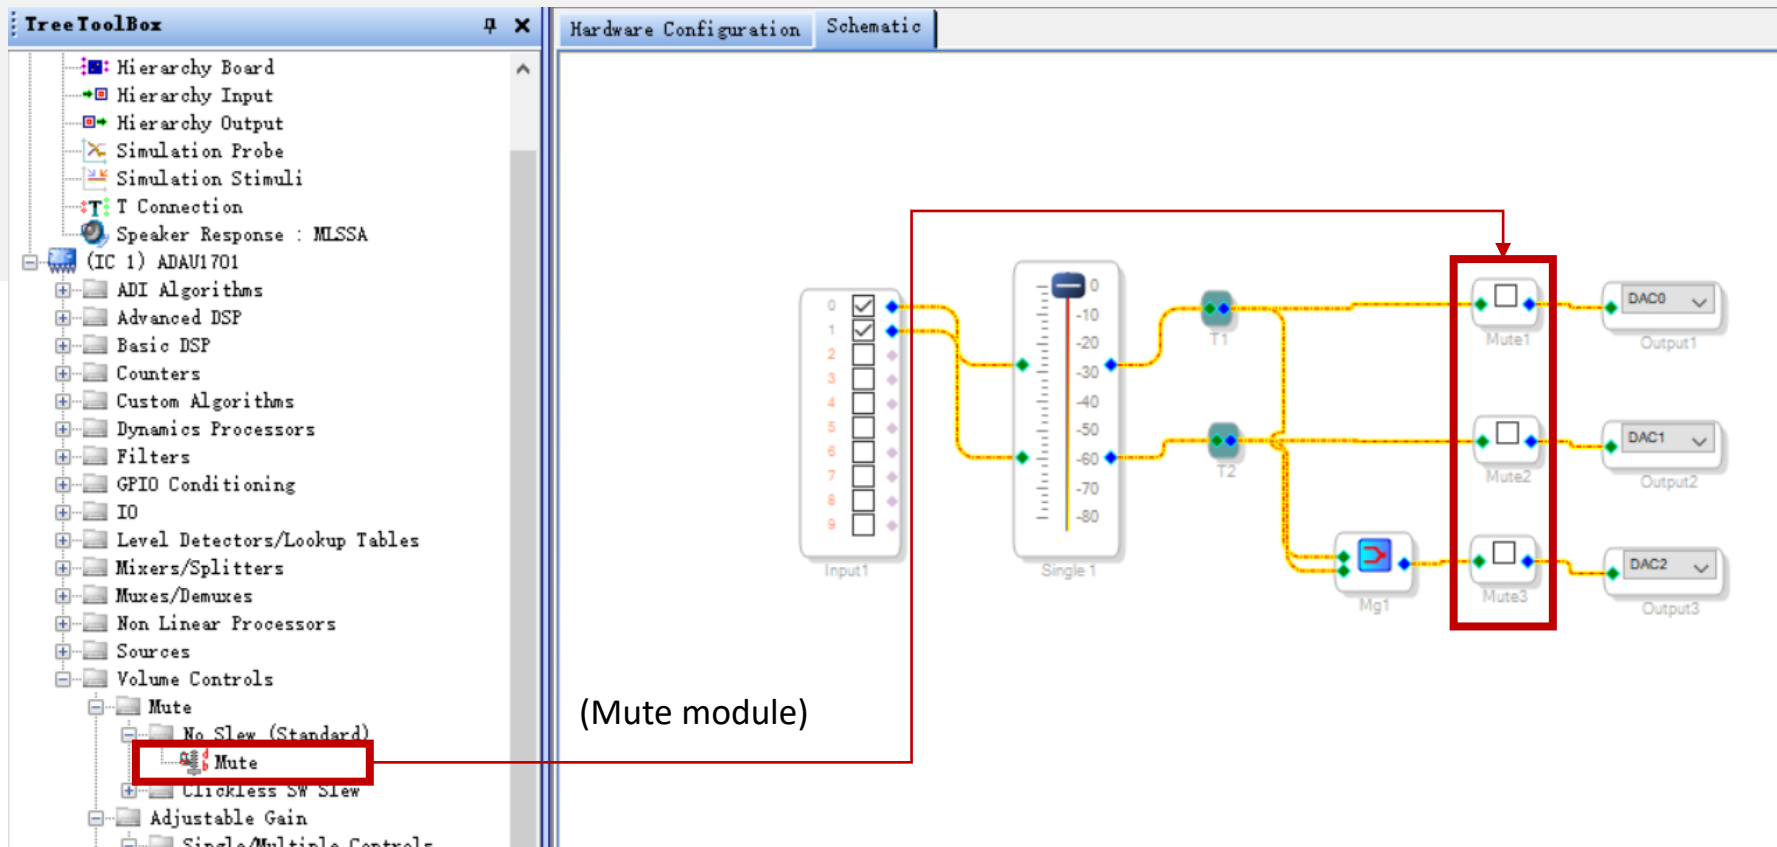 TreeToolBox
Hierarchy Board
Hierarchy Input
Hierarchy Output
Simulation Probe
Simulation Stimuli
T T Connection
Speaker Response : MLSSA
(IC 1) ADAU1701
ADI Algorithms
Advanced DSP
Basic DSP
Counters
Custom Algorithms
Dynamics Processors
Filters
GPIO Conditioning
IO
Level Detectors/Lookup Tables
Mixers/Splitters
Muxes/Demuxes
Non Linear Processors
Sources
Volume Controls
Mute
No Slew (Standard)
Mute
Clickless SW Slew
Adjustable Gain
Single/Multiple Controls
Hardware Configuration Schematic
0
1
2
3
4
5
6
7
8
9
Input1
0
-10
-20
-30
-40
-50
-60
-70
-80
Single 1
T1
T2
Mg1
Mute1
Mute2
Mute3
DAC0
Output1
DAC1
Output2
DAC2
Output3
(Mute module)